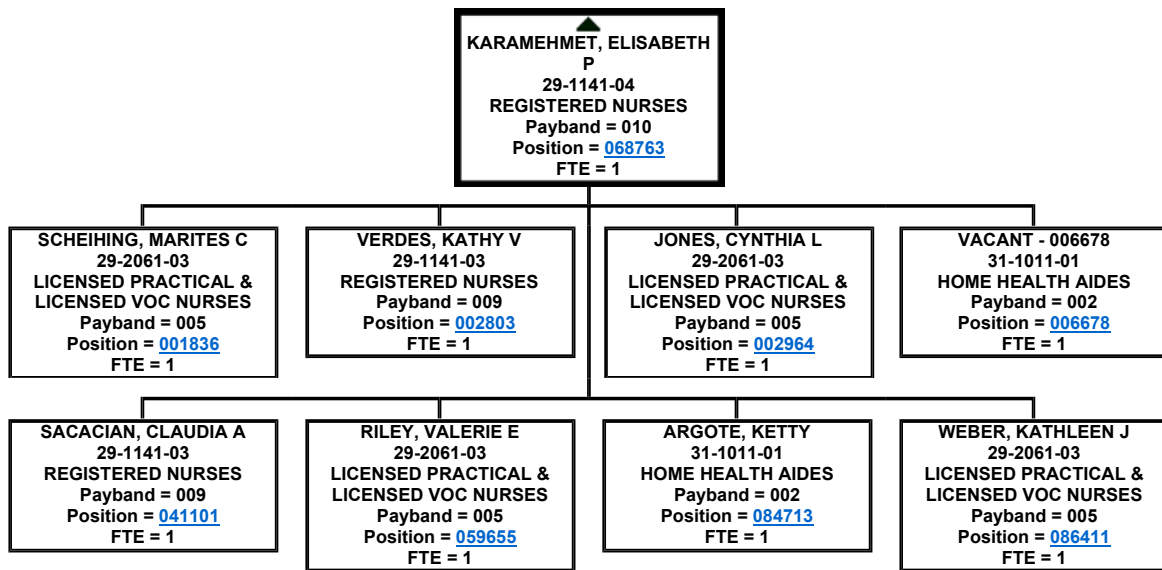 KARAMEHMET, ELISABETH
P
29-1141-04
REGISTERED NURSES
Payband = 010
Position = 068763
FTE = 1
SCHEIHING, MARITES C
29-2061-03
LICENSED PRACTICAL &
LICENSED VOC NURSES
Payband = 005
Position = 001836
FTE = 1
VERDES, KATHY V
29-1141-03
REGISTERED NURSES
Payband = 009
Position = 002803
FTE = 1
JONES, CYNTHIA L
29-2061-03
LICENSED PRACTICAL &
LICENSED VOC NURSES
Payband = 005
Position = 002964
FTE = 1
VACANT - 006678
31-1011-01
HOME HEALTH AIDES
Payband = 002
Position = 006678
FTE = 1
SACACIAN, CLAUDIA A
29-1141-03
REGISTERED NURSES
Payband = 009
Position = 041101
FTE = 1
RILEY, VALERIE E
29-2061-03
LICENSED PRACTICAL &
LICENSED VOC NURSES
Payband = 005
Position = 059655
FTE = 1
ARGOTE, KETTY
31-1011-01
HOME HEALTH AIDES
Payband = 002
Position = 084713
FTE = 1
WEBER, KATHLEEN J
29-2061-03
LICENSED PRACTICAL &
LICENSED VOC NURSES
Payband = 005
Position = 086411
FTE = 1